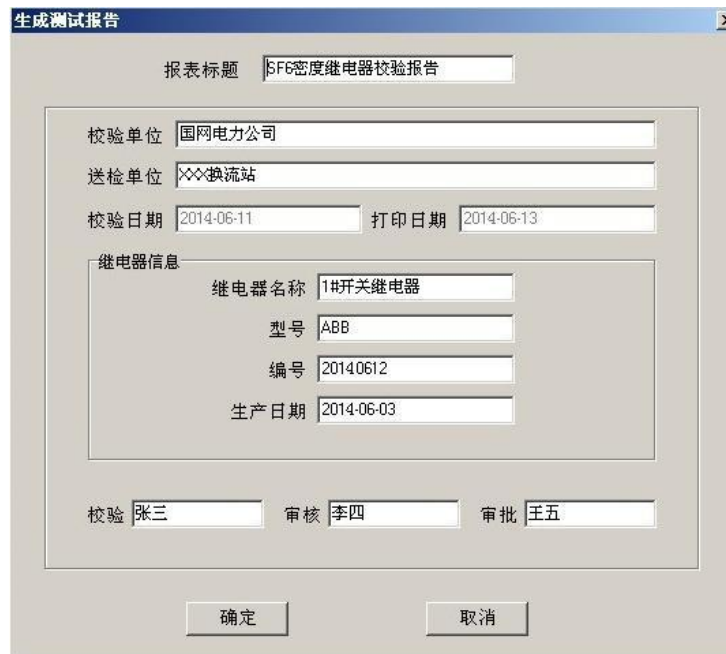 生成测试报告
报表标题 SF6密度继电器校验报告
校验单位 国网电力公司
送检单位 XXX换流站
校验日期 2014-06-11 打印日期 2014-06-13
继电器信息
继电器名称 1#开关继电器
型号 ABB
编号 20140612
生产日期 2014-06-03
校验 张三 审核 李四 审批 王五
确定 取消